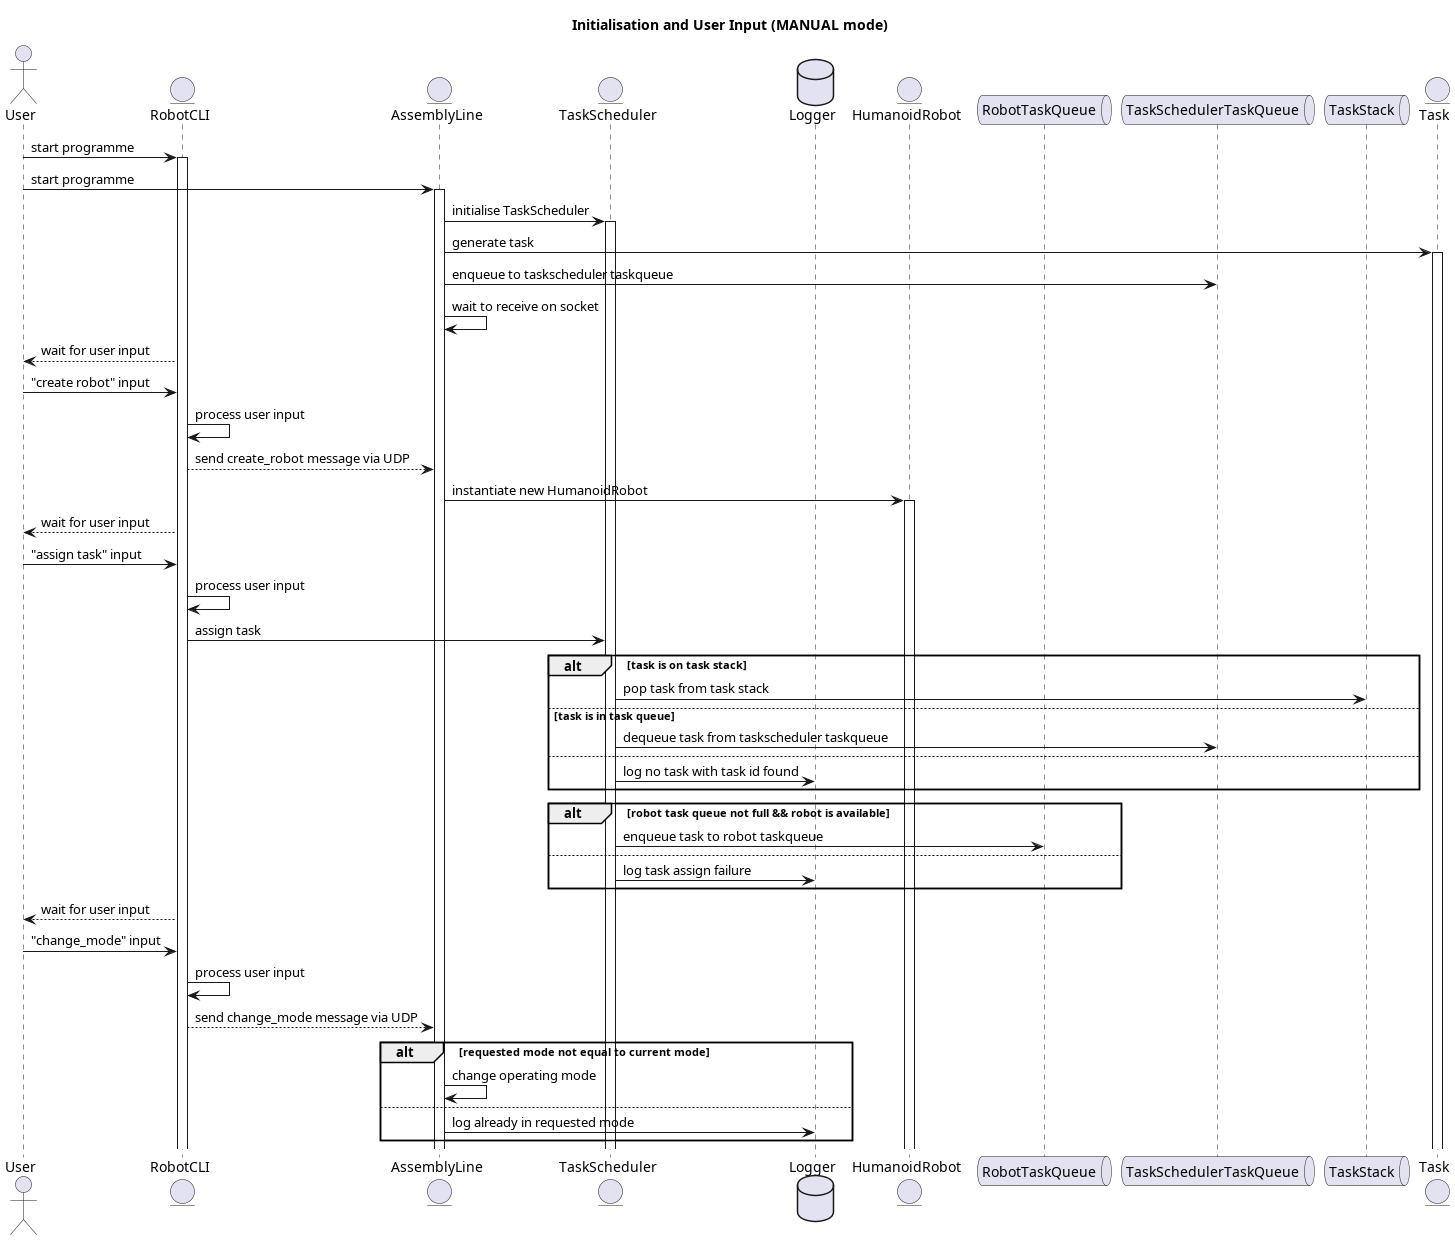 Initialisation and User Input (MANUAL mode)
User
RobotCLI
AssemblyLine
TaskScheduler
Logger
HumanoidRobot
RobotTaskQueue
TaskSchedulerTaskQueue
TaskStack
Task
start programme
start programme
initialise TaskScheduler
generate task
enqueue to taskscheduler taskqueue
wait to receive on socket
wait for user input
"create robot" input
process user input
send create_robot message via UDP
instantiate new HumanoidRobot
wait for user input
"assign task" input
process user input
assign task
alt [task is on task stack]
pop task from task stack
[task is in task queue]
dequeue task from taskscheduler taskqueue
log no task with task id found
alt [robot task queue not full && robot is available]
enqueue task to robot taskqueue
log task assign failure
wait for user input
"change_mode" input
process user input
send change_mode message via UDP
alt [requested mode not equal to current mode]
change operating mode
log already in requested mode
User
RobotCLI
AssemblyLine
TaskScheduler
Logger
HumanoidRobot
RobotTaskQueue
TaskSchedulerTaskQueue
TaskStack
Task